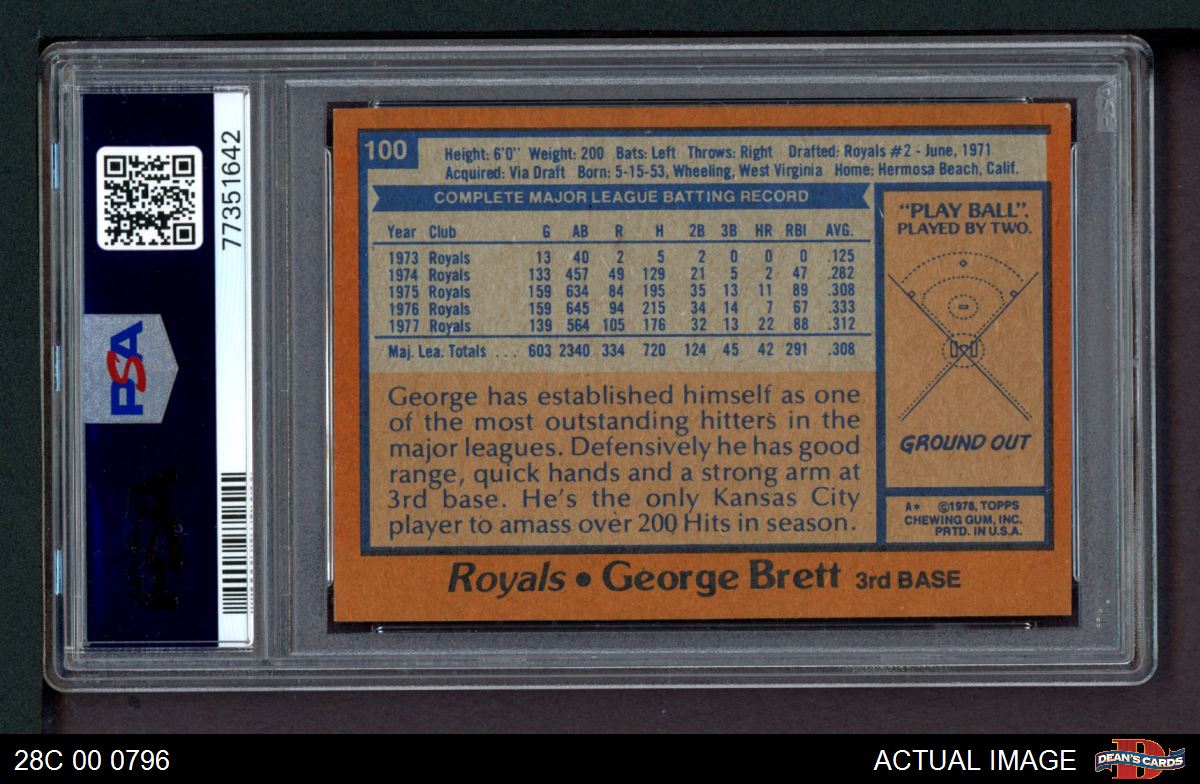 77351642
PSA
100
Height: 6'0" Weight: 200 Bats: Left Throws: Right Drafted: Royals #2 - June, 1971
Acquired: Via Draft Born: 5-15-53, Wheeling, West Virginia Home: Hermosa Beach, Calif.
COMPLETE MAJOR LEAGUE BATTING RECORD
Year Club G AB R H 2B 3B HR RBI AVG.
1973 Royals 13 40 2 5 2 0 0 0 .125
1974 Royals 133 457 49 129 21 5 2 47 .282
1975 Royals 159 634 84 195 35 13 11 89 .308
1976 Royals 159 645 94 215 34 14 7 67 .333
1977 Royals 139 564 105 176 32 13 22 88 .312
Maj. Lea. Totals ... 603 2340 334 720 124 45 42 291 .308
George has established himself as one
of the most outstanding hitters in the
major leagues. Defensively he has good
range, quick hands and a strong arm at
3rd base. He's the only Kansas City
player to amass over 200 Hits in season.
"PLAY BALL".
PLAYED BY TWO.
GROUND OUT
A* ©1978, TOPPS
CHEWING GUM, INC.
PRTD. IN U.S.A.
Royals • George Brett 3rd BASE
28C 00 0796
ACTUAL IMAGE
D
DEAN'S CARDS